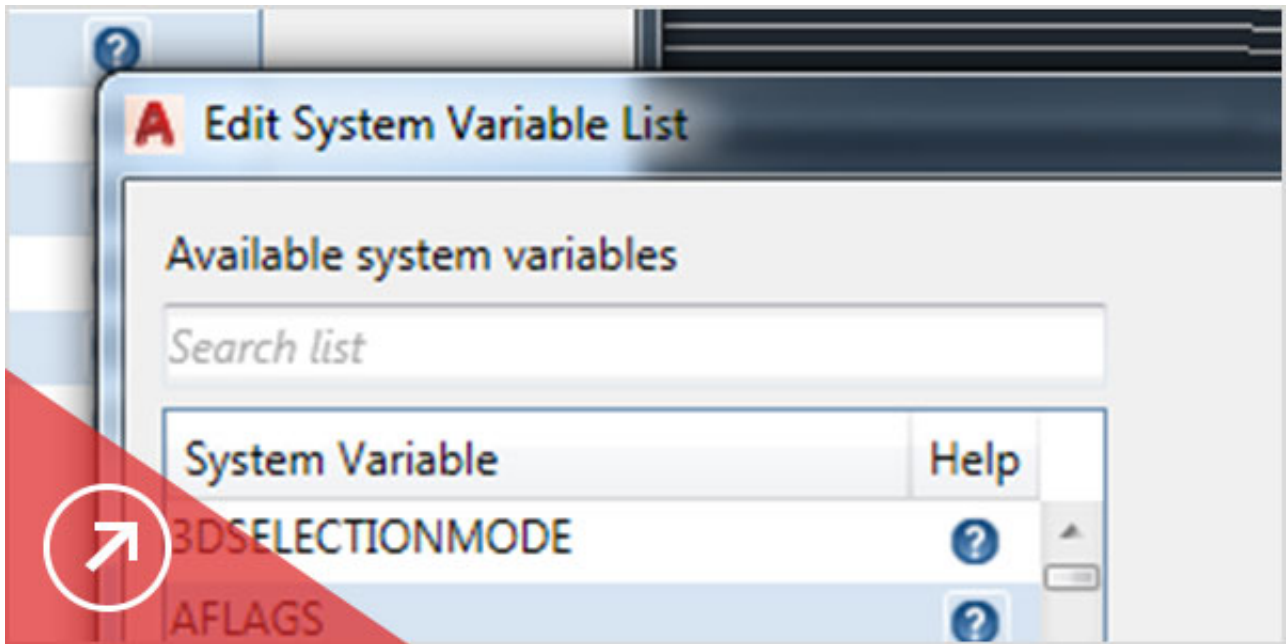 Edit System Variable List
Available system variables
Search list
System Variable Help
3DSELECTIONMODE
AFLAGS